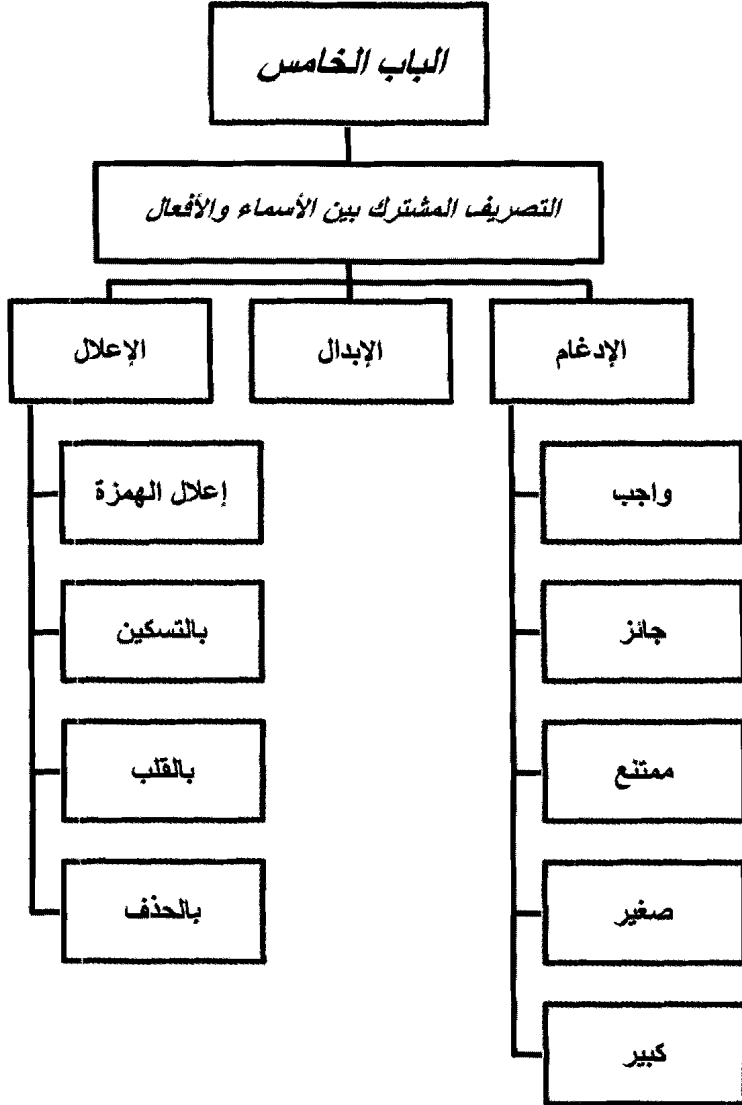 الباب الخامس
التصريف المشترك بين الأسماء والأفعال
الإدغام
الإبدال
الإعلال
واجب
جائز
ممتنع
صغير
كبير
إعلال الهمزة
بالتسكين
بالقلب
بالحذف